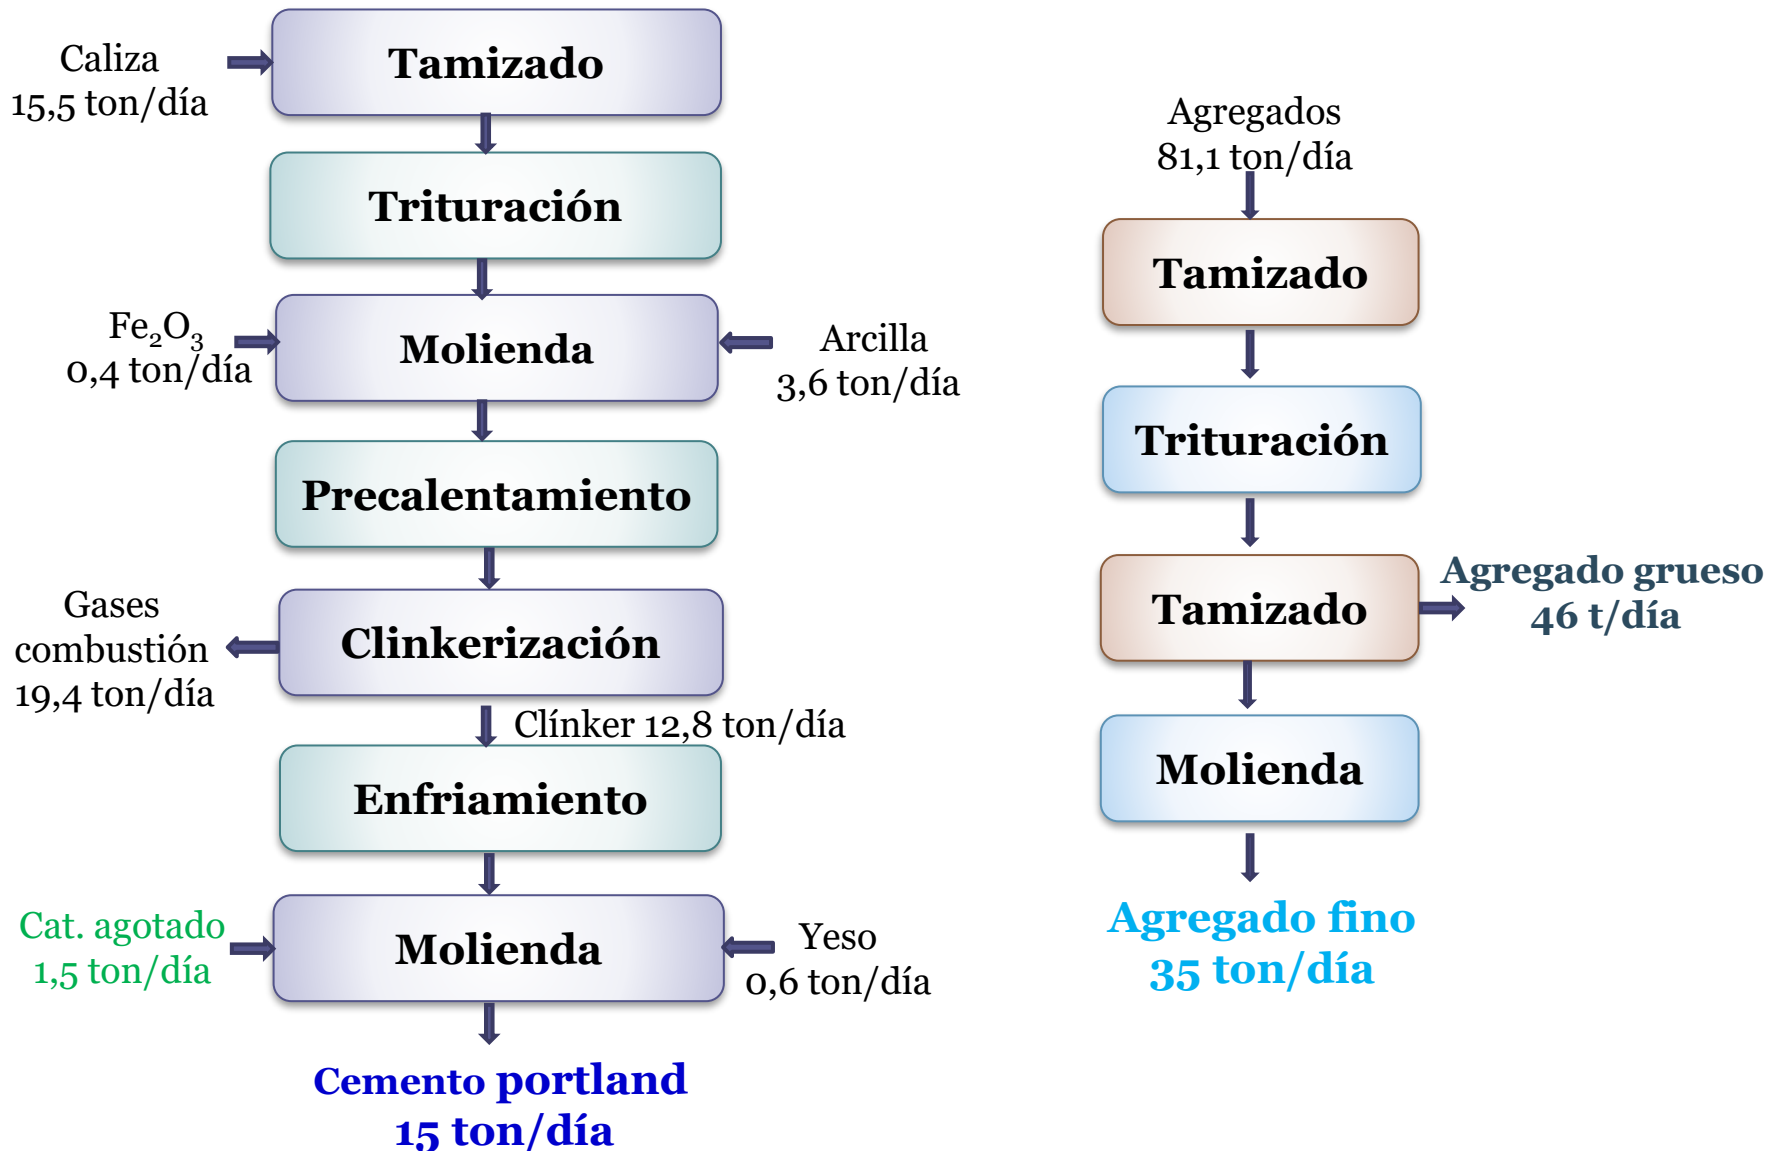 Caliza
15,5 ton/día
Tamizado
Trituración
Fe₂O₃
0,4 ton/día
Molienda
Arcilla
3,6 ton/día
Precalentamiento
Gases
combustión
19,4 ton/día
Clinkerización
Clínker 12,8 ton/día
Enfriamiento
Cat. agotado
1,5 ton/día
Molienda
Yeso
0,6 ton/día
Cemento portland
15 ton/día
Agregados
81,1 ton/día
Tamizado
Trituración
Tamizado
Agregado grueso
46 t/día
Molienda
Agregado fino
35 ton/día